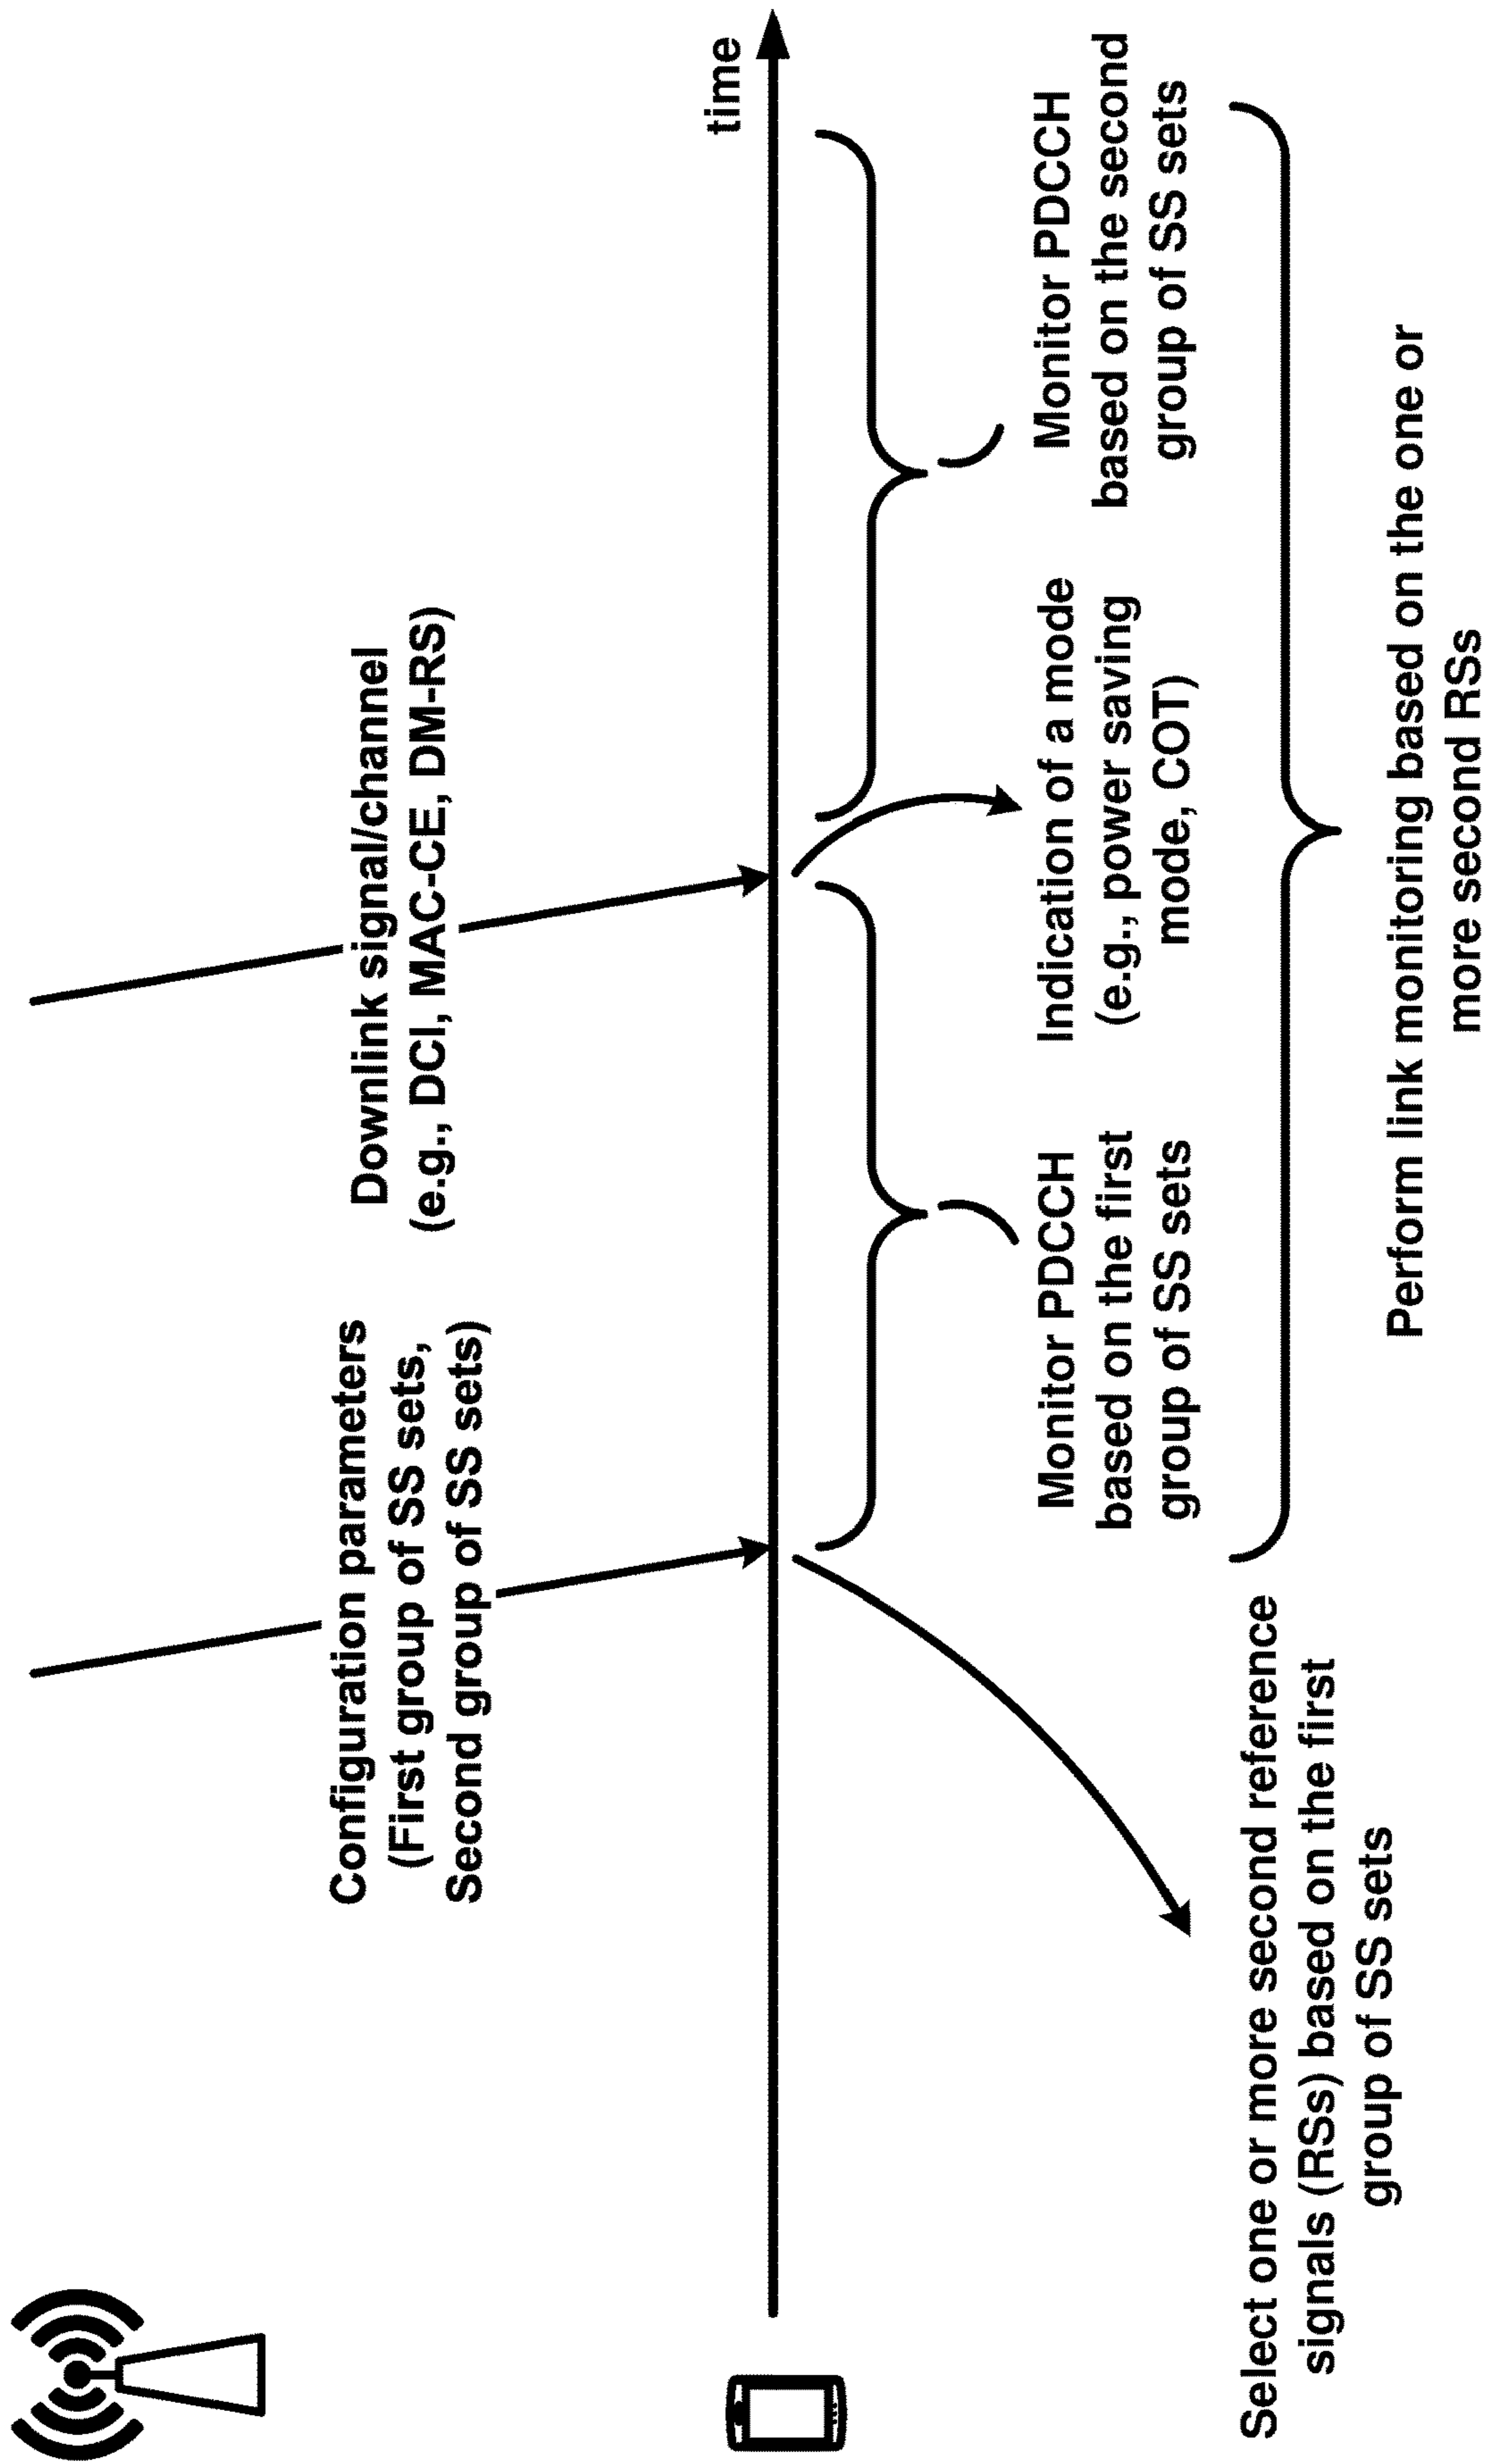 Configuration parameters
(First group of SS sets,
Second group of SS sets)
Downlink signal/channel
(e.g., DCI, MAC-CE, DM-RS)
time
Monitor PDCCH
based on the first
group of SS sets
Indication of a mode
(e.g., power saving
mode, COT)
Monitor PDCCH
based on the second
group of SS sets
Select one or more second reference
signals (RSs) based on the first
group of SS sets
Perform link monitoring based on the one or
more second RSs